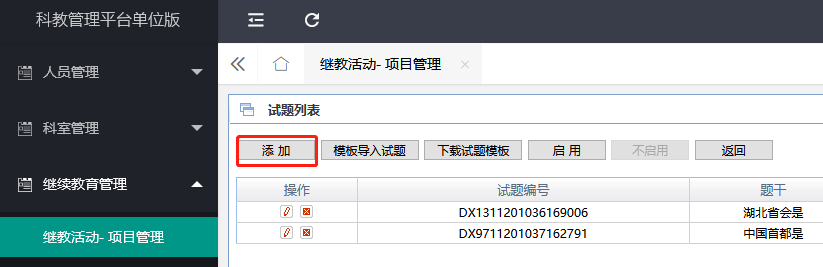 科教管理平台单位版
人员管理
科室管理
继续教育管理
继教活动- 项目管理
继教活动- 项目管理 ×
试题列表
添 加 模板导入试题 下载试题模板 启 用 不启用 返回
操作 试题编号 题干
DX1311201036169006 湖北省会是
DX9711201037162791 中国首都是